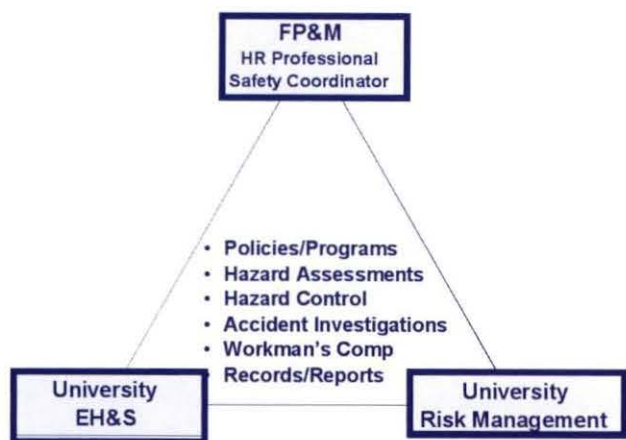 FP&M
HR Professional
Safety Coordinator
• Policies/Programs
• Hazard Assessments
• Hazard Control
• Accident Investigations
• Workman's Comp
• Records/Reports
University
EH&S
University
Risk Management